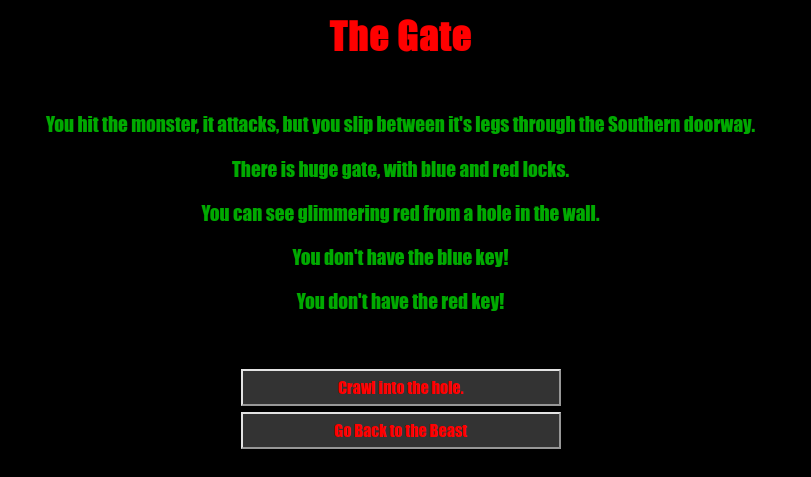 The Gate
You hit the monster, it attacks, but you slip between it's legs through the Southern doorway.
There is huge gate, with blue and red locks.
You can see glimmering red from a hole in the wall.
You don't have the blue key!
You don't have the red key!
Crawl into the hole.
Go Back to the Beast